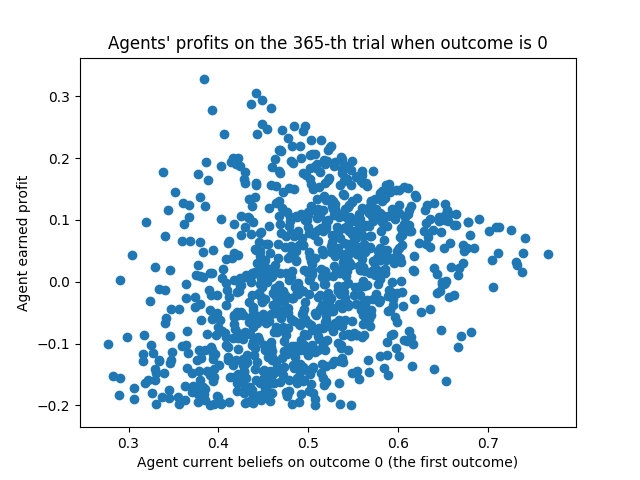 Agents' profits on the 365-th trial when outcome is 0
0.3
0.2
0.1
0.0
−0.1
−0.2
Agent earned profit
0.3 0.4 0.5 0.6 0.7
Agent current beliefs on outcome 0 (the first outcome)